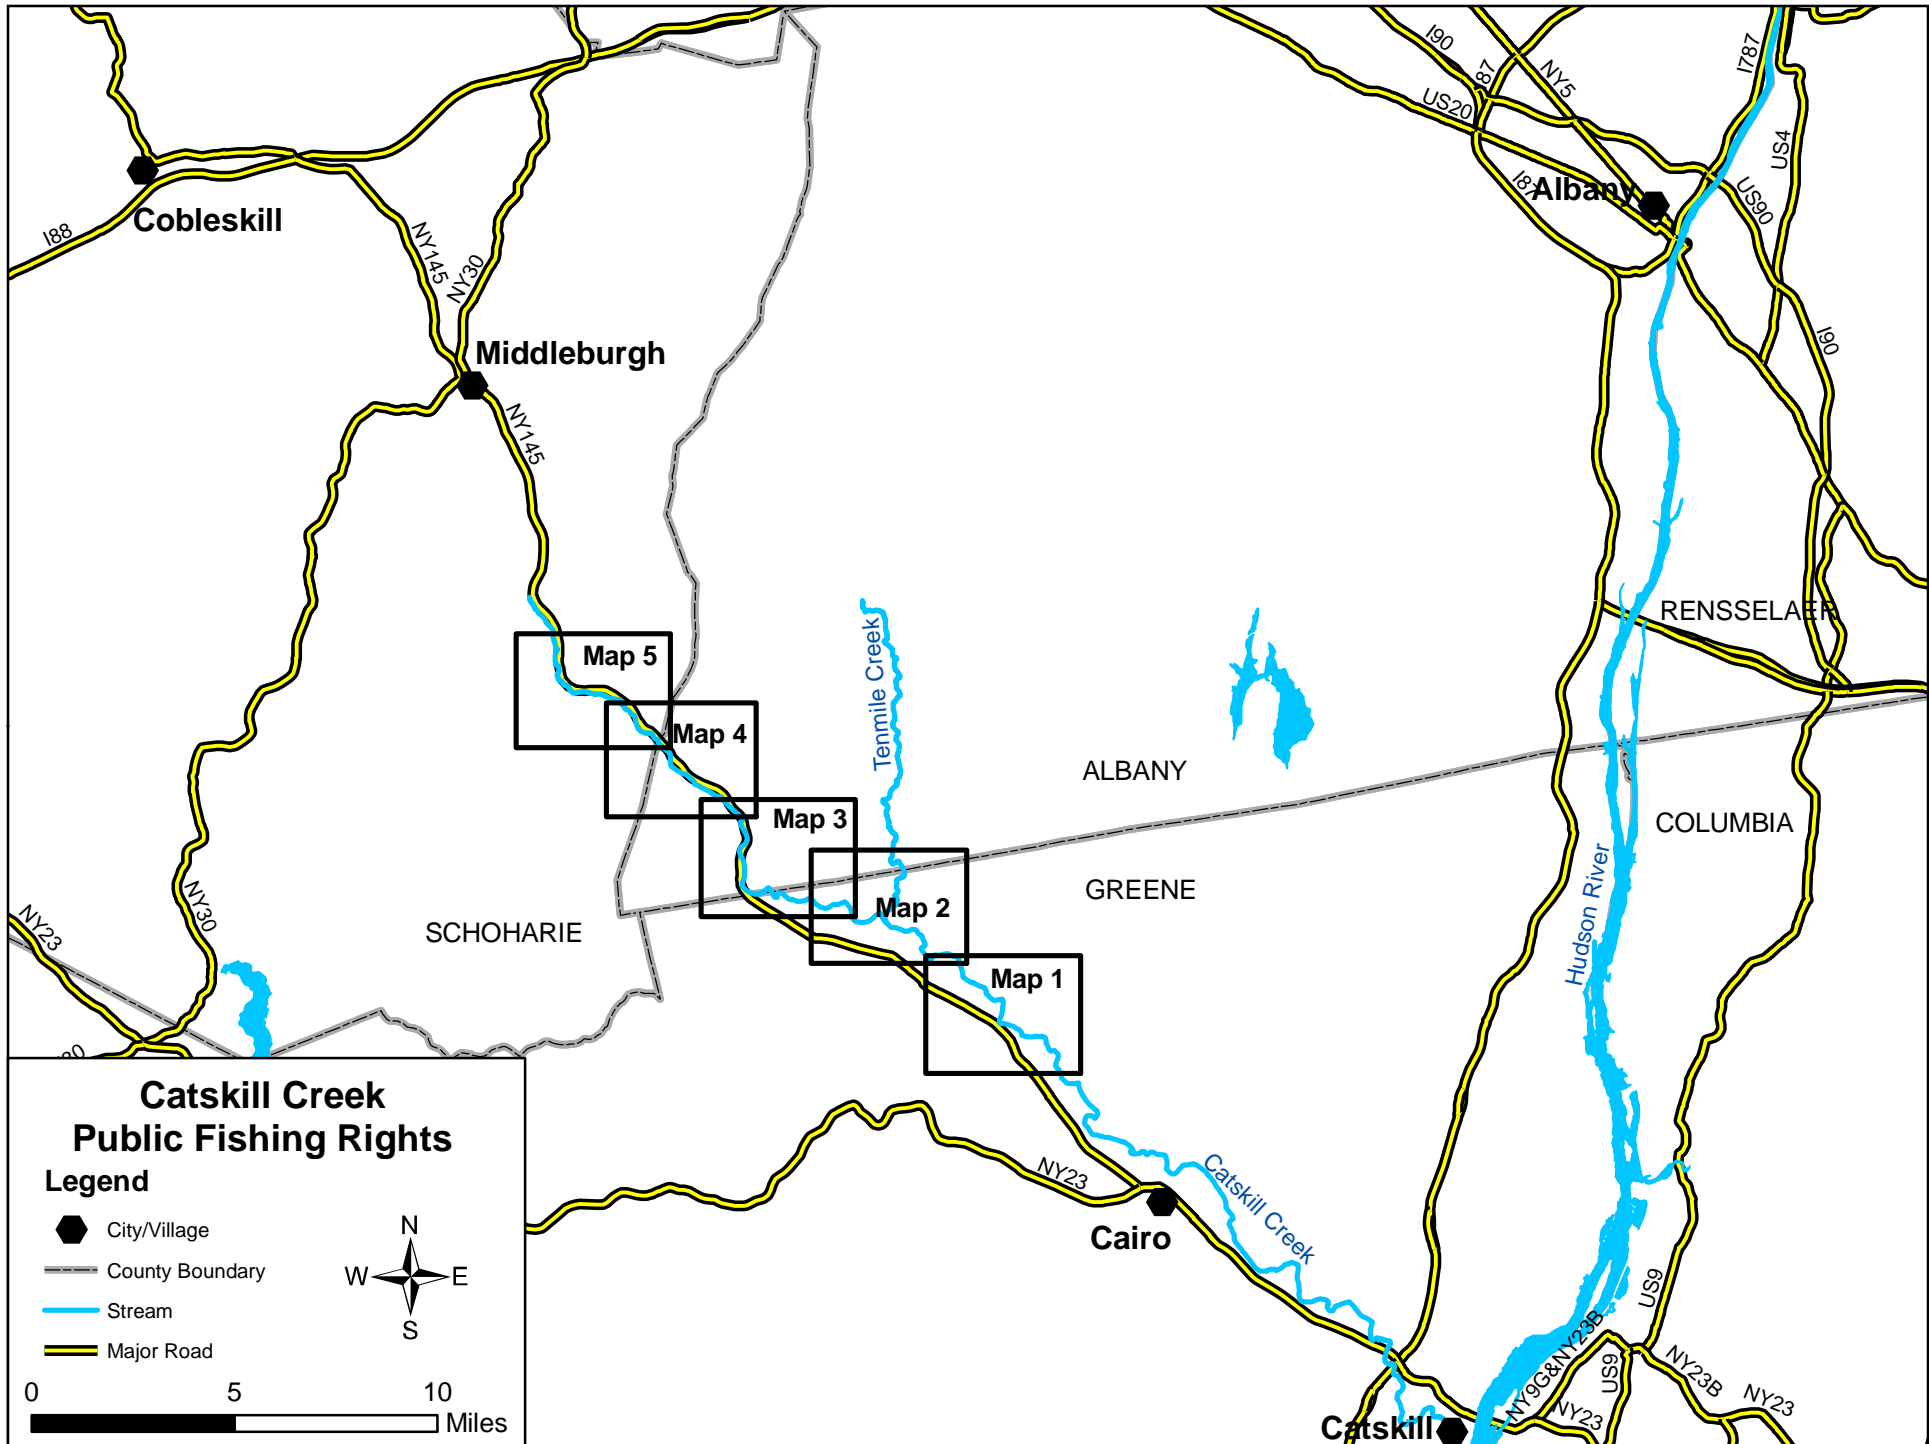 I90
I87
NY5
I787
US20
US4
I87
Albany
US90
Cobleskill
I88
NY145
NY30
I90
Middleburgh
NY145
RENSSELAER
Tenmile Creek
Map 5
Map 4
ALBANY
Map 3
COLUMBIA
GREENE
Hudson River
NY30
NY23
SCHOHARIE
Map 2
Map 1
Catskill Creek
Public Fishing Rights
Legend
City/Village
County Boundary
Stream
Major Road
N
W
E
S
0
5
10
Miles
NY23
Cairo
Catskill Creek
US9
NY9G&NY23B
US9
NY23B
NY23
NY23
Catskill